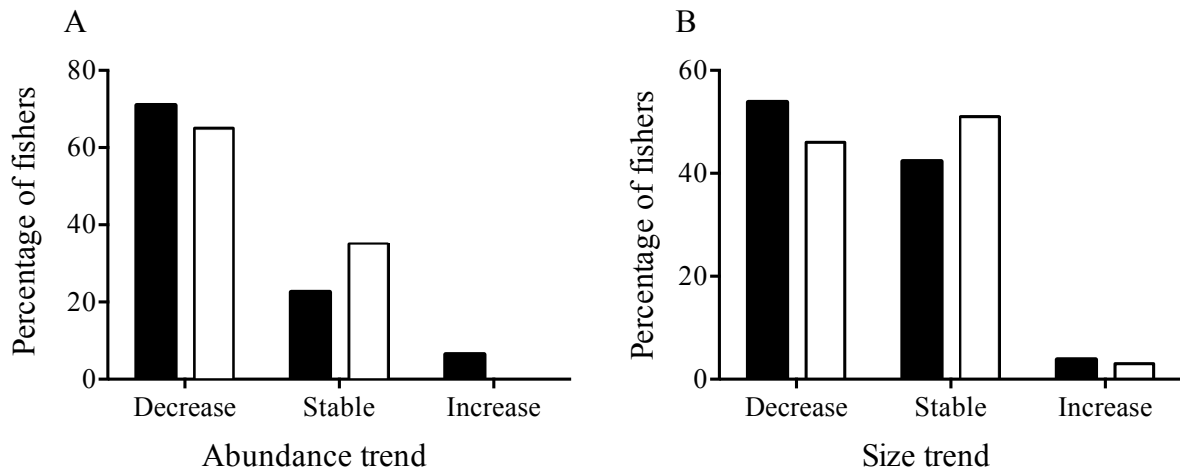 A
Percentage of fishers
80
60
40
20
0
Decrease Stable Increase
Abundance trend
B
Percentage of fishers
60
40
20
0
Decrease Stable Increase
Size trend